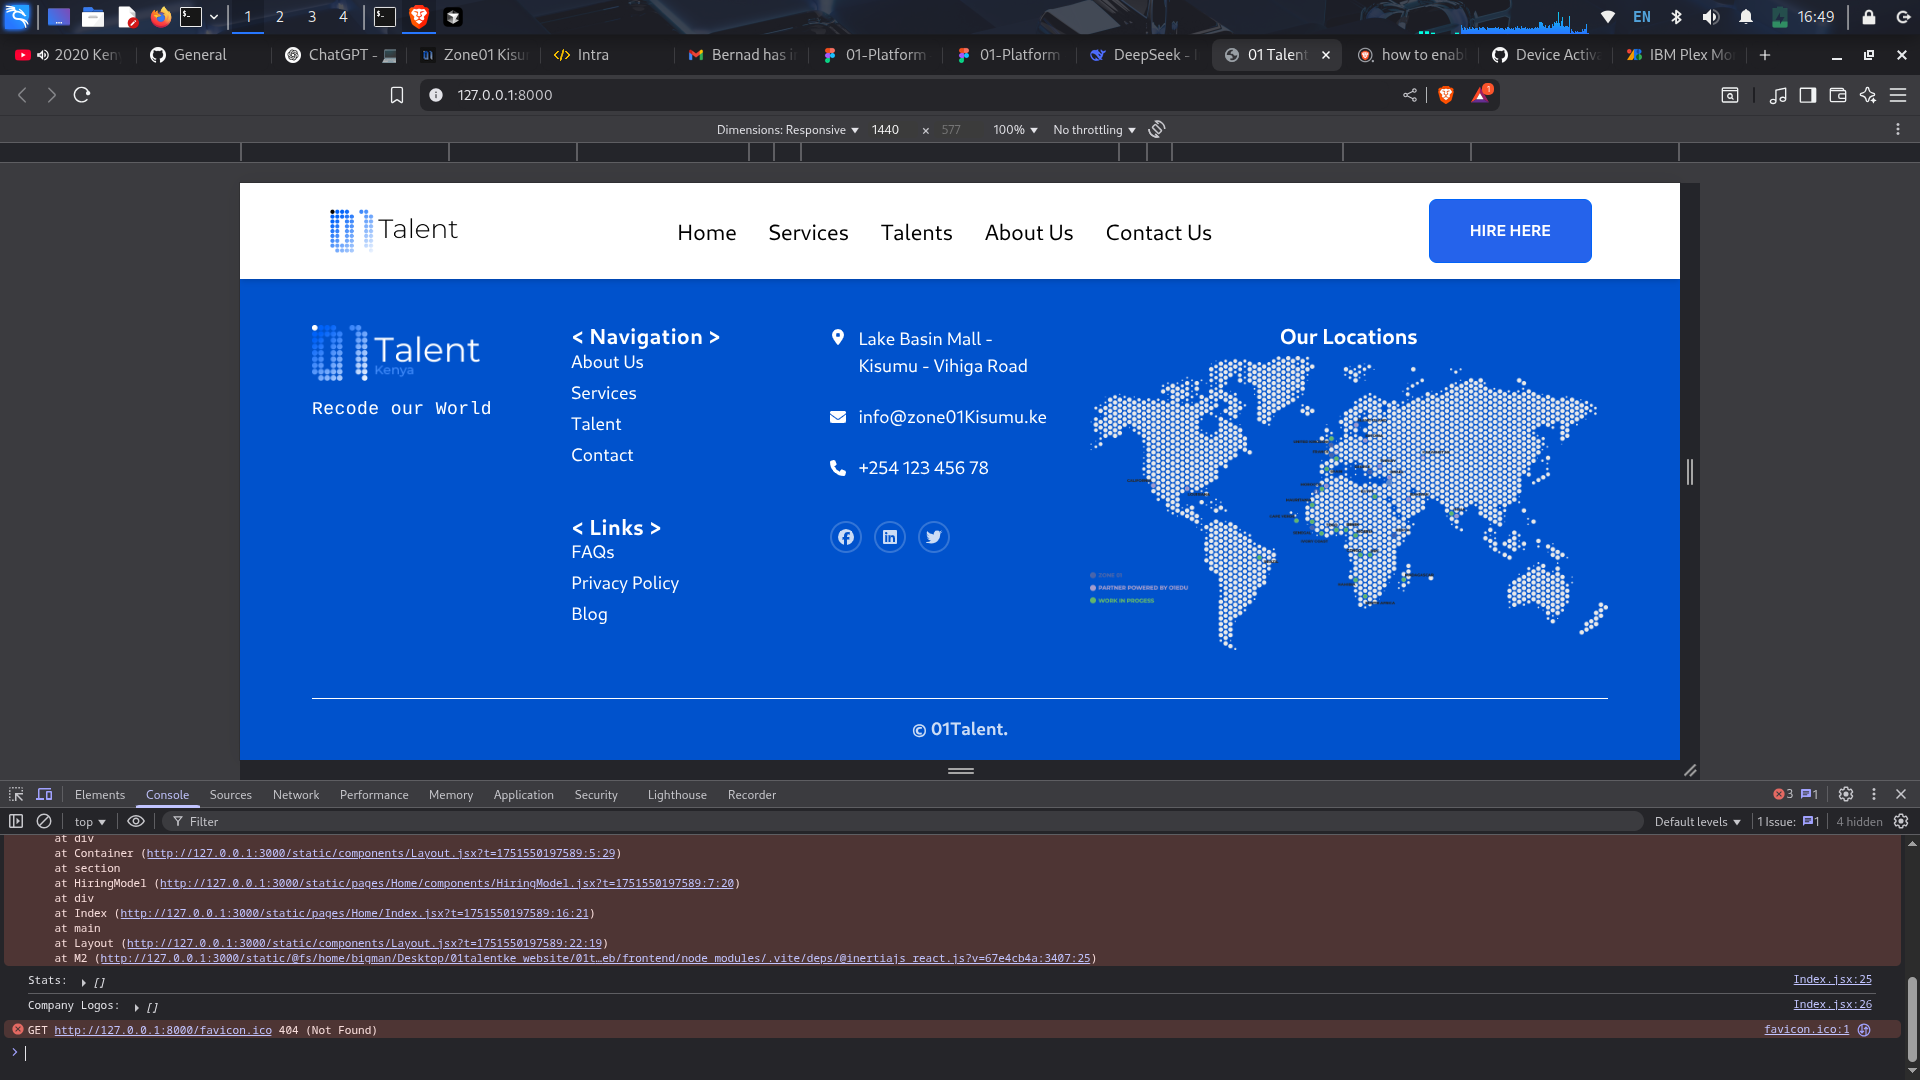 1 2 3 4 EN 16:49
2020 Ken General ChatGPT - 💻 Zone01 Kisu Intra Bernad has i 01-Platform 01-Platform DeepSeek - 01 Talent how to enab Device Activa IBM Plex Mo
127.0.0.1:8000 1
Dimensions: Responsive 1440 × 577 100% No throttling
01 Talent Home Services Talents About Us Contact Us HIRE HERE
01 Talent
Kenya
Recode our World
< Navigation >
About Us
Services
Talent
Contact
< Links >
FAQs
Privacy Policy
Blog
Lake Basin Mall -
Kisumu - Vihiga Road
info@zone01Kisumu.ke
+254 123 456 78
Our Locations
ZONE 01
PARTNER POWERED BY 01EDU
WORK IN PROGESS
© 01Talent.
Elements Console Sources Network Performance Memory Application Security Lighthouse Recorder 3 1
top Filter Default levels 1 Issue: 1 4 hidden
at div
at Container (http://127.0.0.1:3000/static/components/Layout.jsx?t=1751550197589:5:29)
at section
at HiringModel (http://127.0.0.1:3000/static/pages/Home/components/HiringModel.jsx?t=1751550197589:7:20)
at div
at Index (http://127.0.0.1:3000/static/pages/Home/Index.jsx?t=1751550197589:16:21)
at main
at Layout (http://127.0.0.1:3000/static/components/Layout.jsx?t=1751550197589:22:19)
at M2 (http://127.0.0.1:3000/static/@fs/home/bigman/Desktop/01talentke_website/01t…eb/frontend/node_modules/.vite/deps/@inertiajs_react.js?v=67e4cb4a:3407:25)
Stats: ▸ [] Index.jsx:25
Company Logos: ▸ [] Index.jsx:26
GET http://127.0.0.1:8000/favicon.ico 404 (Not Found) favicon.ico:1